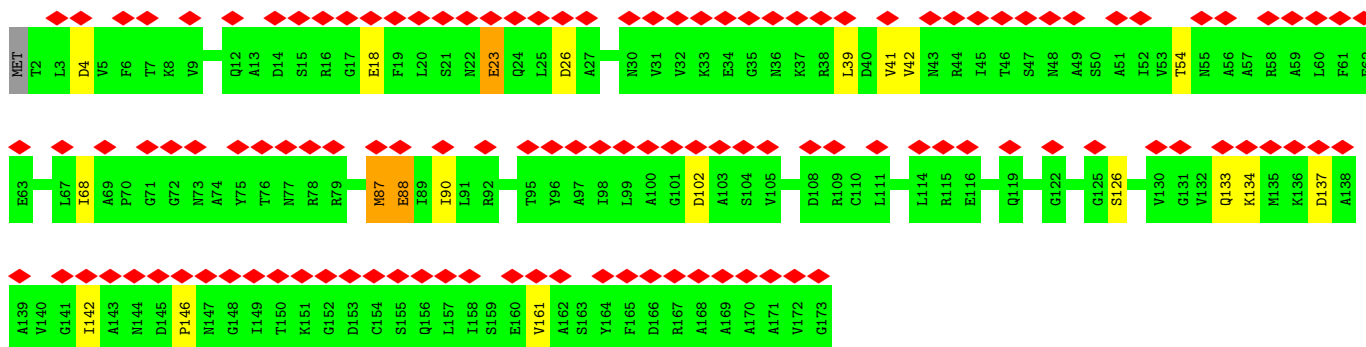 MET T2 L3 D4 V5 F6 T7 K8 V9 Q12 A13 D14 S15 R16 G17 E18 F19 L20 S21 N22 E23 Q24 L25 D26 A27 N30 V31 V32 K33 E34 G35 N36 K37 R38 L39 D40 V41 V42 N43 R44 I45 T46 S47 N48 A49 S50 A51 I52 V53 T54 N55 A56 A57 R58 A59 L60 F61
E63 L67 I68 A69 P70 G71 G72 N73 A74 Y75 T76 N77 R78 R79 M87 E88 I89 I90 L91 R92 T95 Y96 A97 I98 L99 A100 G101 D102 A103 S104 V105 D108 R109 C110 L111 L114 R115 E116 Q119 G122 G125 S126 V130 G131 V132 Q133 K134 M135 K136 D137 A138
A139 V140 G141 I142 A143 N144 D145 P146 N147 G148 I149 T150 K151 G152 D153 C154 S155 Q156 L157 I158 S159 E160 V161 A162 S163 Y164 F165 D166 R167 A168 A169 A170 A171 V172 G173